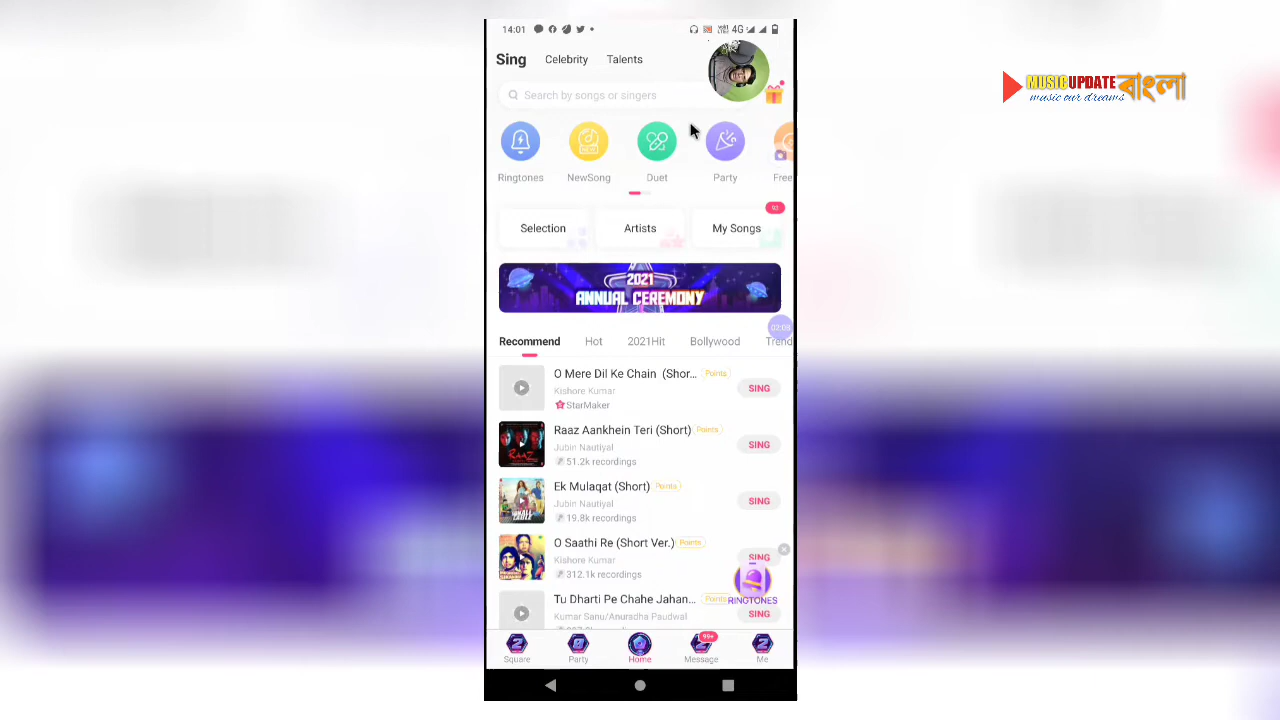 14:01
4G
Sing Celebrity Talents
Search by songs or singers
MUSIC UPDATE বাংলা
music our dreams
Ringtones NewSong Duet Party Free
Selection Artists My Songs
2021
ANNUAL CEREMONY
02:05
Recommend Hot 2021Hit Bollywood Trend
O Mere Dil Ke Chain (Shor... Points
Kishore Kumar
StarMaker
SING
Raaz Aankhein Teri (Short) Points
Jubin Nautiyal
51.2k recordings
SING
RAAZ
Ek Mulaqat (Short) Points
Jubin Nautiyal
19.8k recordings
SING
O Saathi Re (Short Ver.) Points
Kishore Kumar
312.1k recordings
SING
Tu Dharti Pe Chahe Jahan... Points
Kumar Sanu/Anuradha Paudwal
RINGTONES
SING
99+
Square Party Home Message Me